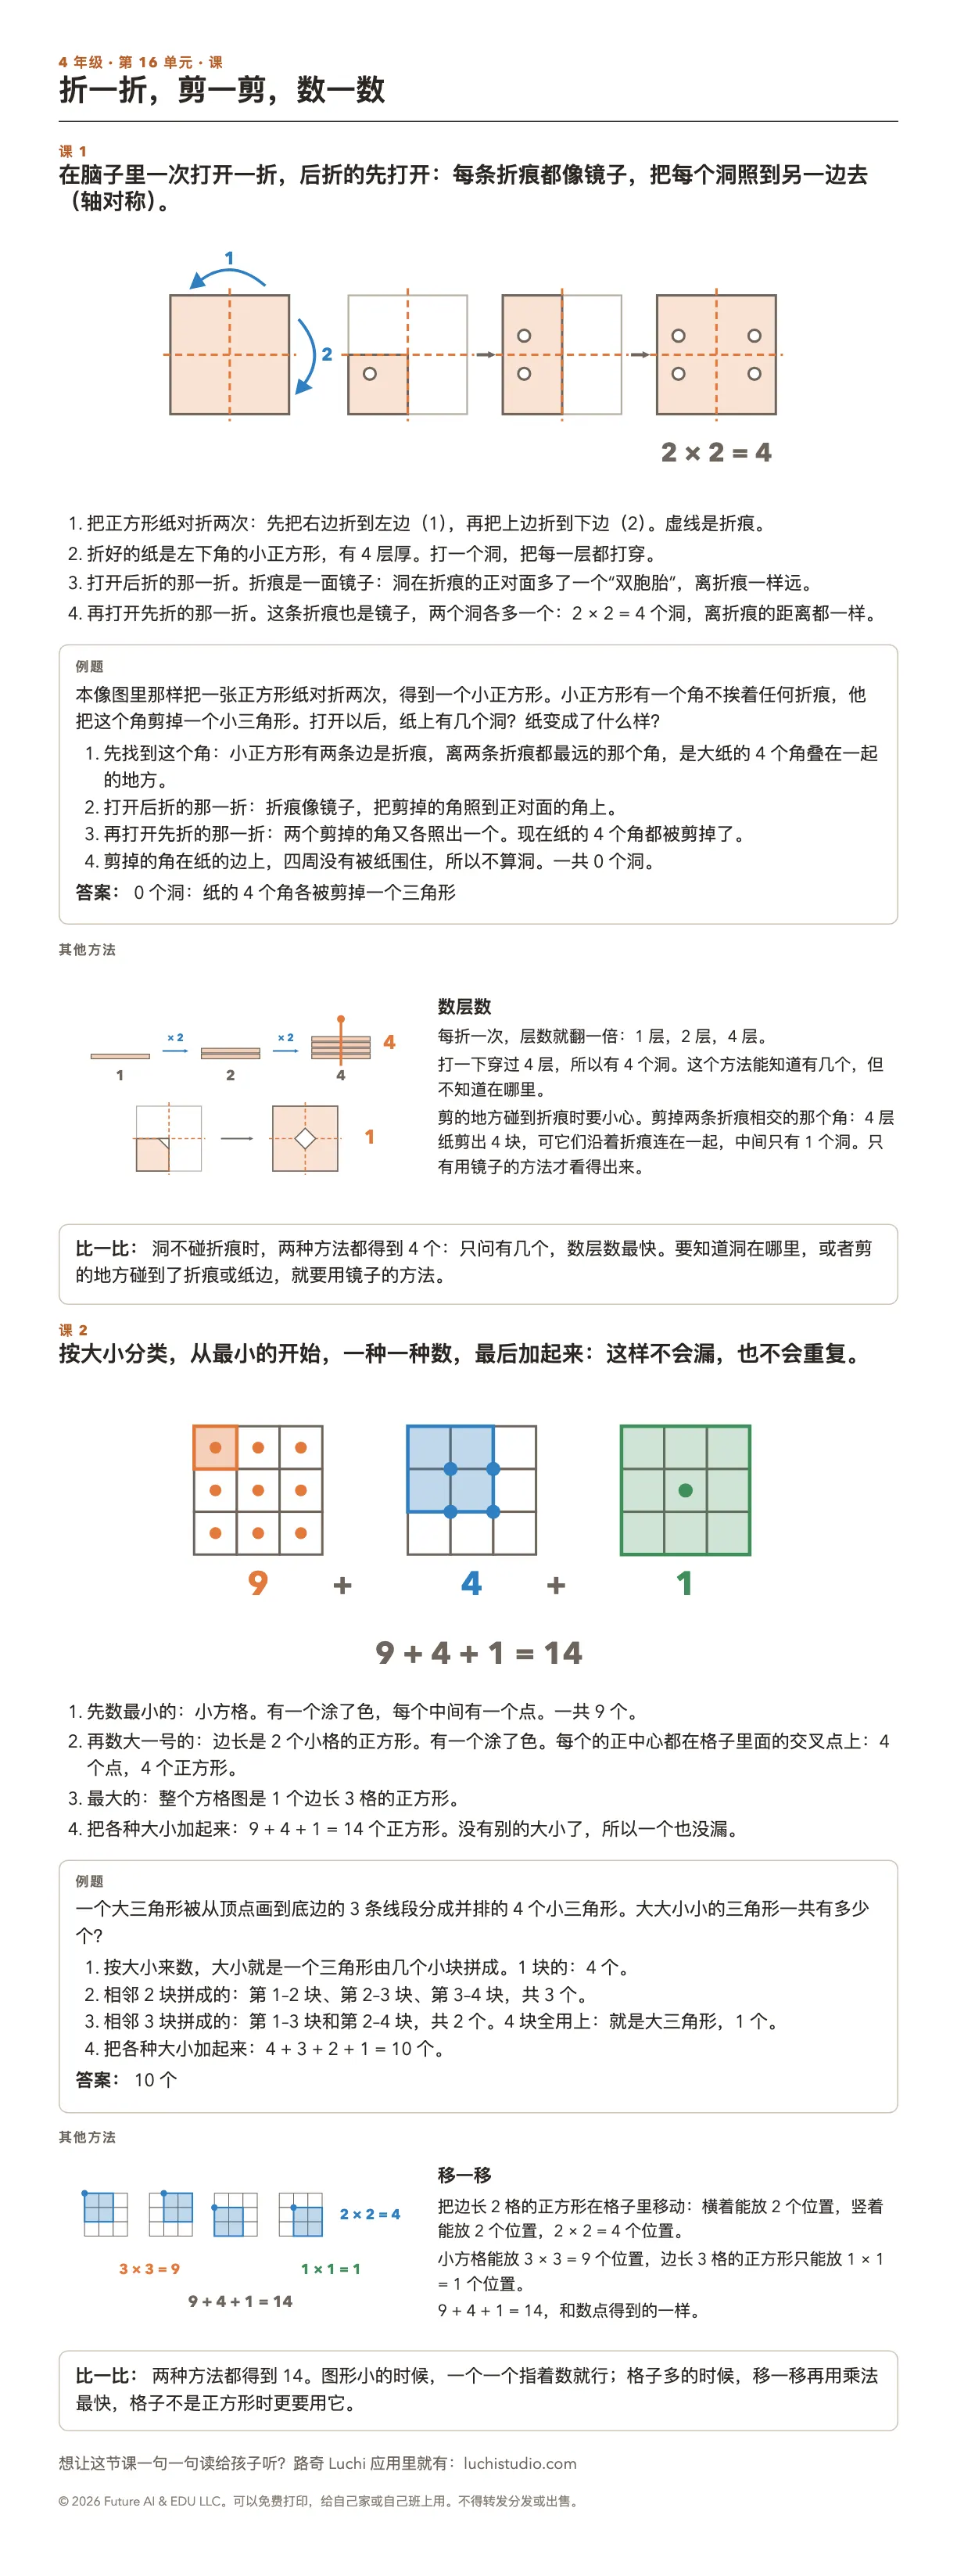 4 年级 · 第 16 单元 · 课
折一折，剪一剪，数一数
课 1
在脑子里一次打开一折，后折的先打开：每条折痕都像镜子，把每个洞照到另一边去
（轴对称）。
1
2
2 × 2 = 4
1. 把正方形纸对折两次：先把右边折到左边（1），再把上边折到下边（2）。虚线是折痕。
2. 折好的纸是左下角的小正方形，有 4 层厚。打一个洞，把每一层都打穿。
3. 打开后折的那一折。折痕是一面镜子：洞在折痕的正对面多了一个“双胞胎”，离折痕一样远。
4. 再打开先折的那一折。这条折痕也是镜子，两个洞各多一个：2 × 2 = 4 个洞，离折痕的距离都一样。
例题
本像图里那样把一张正方形纸对折两次，得到一个小正方形。小正方形有一个角不挨着任何折痕，他
把这个角剪掉一个小三角形。打开以后，纸上有几个洞？纸变成了什么样？
1. 先找到这个角：小正方形有两条边是折痕，离两条折痕都最远的那个角，是大纸的 4 个角叠在一起
的地方。
2. 打开后折的那一折：折痕像镜子，把剪掉的角照到正对面的角上。
3. 再打开先折的那一折：两个剪掉的角又各照出一个。现在纸的 4 个角都被剪掉了。
4. 剪掉的角在纸的边上，四周没有被纸围住，所以不算洞。一共 0 个洞。
答案： 0 个洞：纸的 4 个角各被剪掉一个三角形
其他方法
× 2
× 2
4
1
2
4
1
数层数
每折一次，层数就翻一倍：1 层，2 层，4 层。
打一下穿过 4 层，所以有 4 个洞。这个方法能知道有几个，但
不知道在哪里。
剪的地方碰到折痕时要小心。剪掉两条折痕相交的那个角：4 层
纸剪出 4 块，可它们沿着折痕连在一起，中间只有 1 个洞。只
有用镜子的方法才看得出来。
比一比： 洞不碰折痕时，两种方法都得到 4 个：只问有几个，数层数最快。要知道洞在哪里，或者剪
的地方碰到了折痕或纸边，就要用镜子的方法。
课 2
按大小分类，从最小的开始，一种一种数，最后加起来：这样不会漏，也不会重复。
9 + 4 + 1
9 + 4 + 1 = 14
1. 先数最小的：小方格。有一个涂了色，每个中间有一个点。一共 9 个。
2. 再数大一号的：边长是 2 个小格的正方形。有一个涂了色。每个的正中心都在格子里面的交叉点上：4
个点，4 个正方形。
3. 最大的：整个方格图是 1 个边长 3 格的正方形。
4. 把各种大小加起来：9 + 4 + 1 = 14 个正方形。没有别的大小了，所以一个也没漏。
例题
一个大三角形被从顶点画到底边的 3 条线段分成并排的 4 个小三角形。大大小小的三角形一共有多少
个？
1. 按大小来数，大小就是一个三角形由几个小块拼成。1 块的：4 个。
2. 相邻 2 块拼成的：第 1–2 块、第 2–3 块、第 3–4 块，共 3 个。
3. 相邻 3 块拼成的：第 1–3 块和第 2–4 块，共 2 个。4 块全用上：就是大三角形，1 个。
4. 把各种大小加起来：4 + 3 + 2 + 1 = 10 个。
答案： 10 个
其他方法
2 × 2 = 4
3 × 3 = 9
1 × 1 = 1
9 + 4 + 1 = 14
移一移
把边长 2 格的正方形在格子里移动：横着能放 2 个位置，竖着
能放 2 个位置，2 × 2 = 4 个位置。
小方格能放 3 × 3 = 9 个位置，边长 3 格的正方形只能放 1 × 1
= 1 个位置。
9 + 4 + 1 = 14，和数点得到的一样。
比一比： 两种方法都得到 14。图形小的时候，一个一个指着数就行；格子多的时候，移一移再用乘法
最快，格子不是正方形时更要用它。
想让这节课一句一句读给孩子听？路奇 Luchi 应用里就有：luchistudio.com
© 2026 Future AI & EDU LLC。可以免费打印，给自己家或自己班上用。不得转发分发或出售。